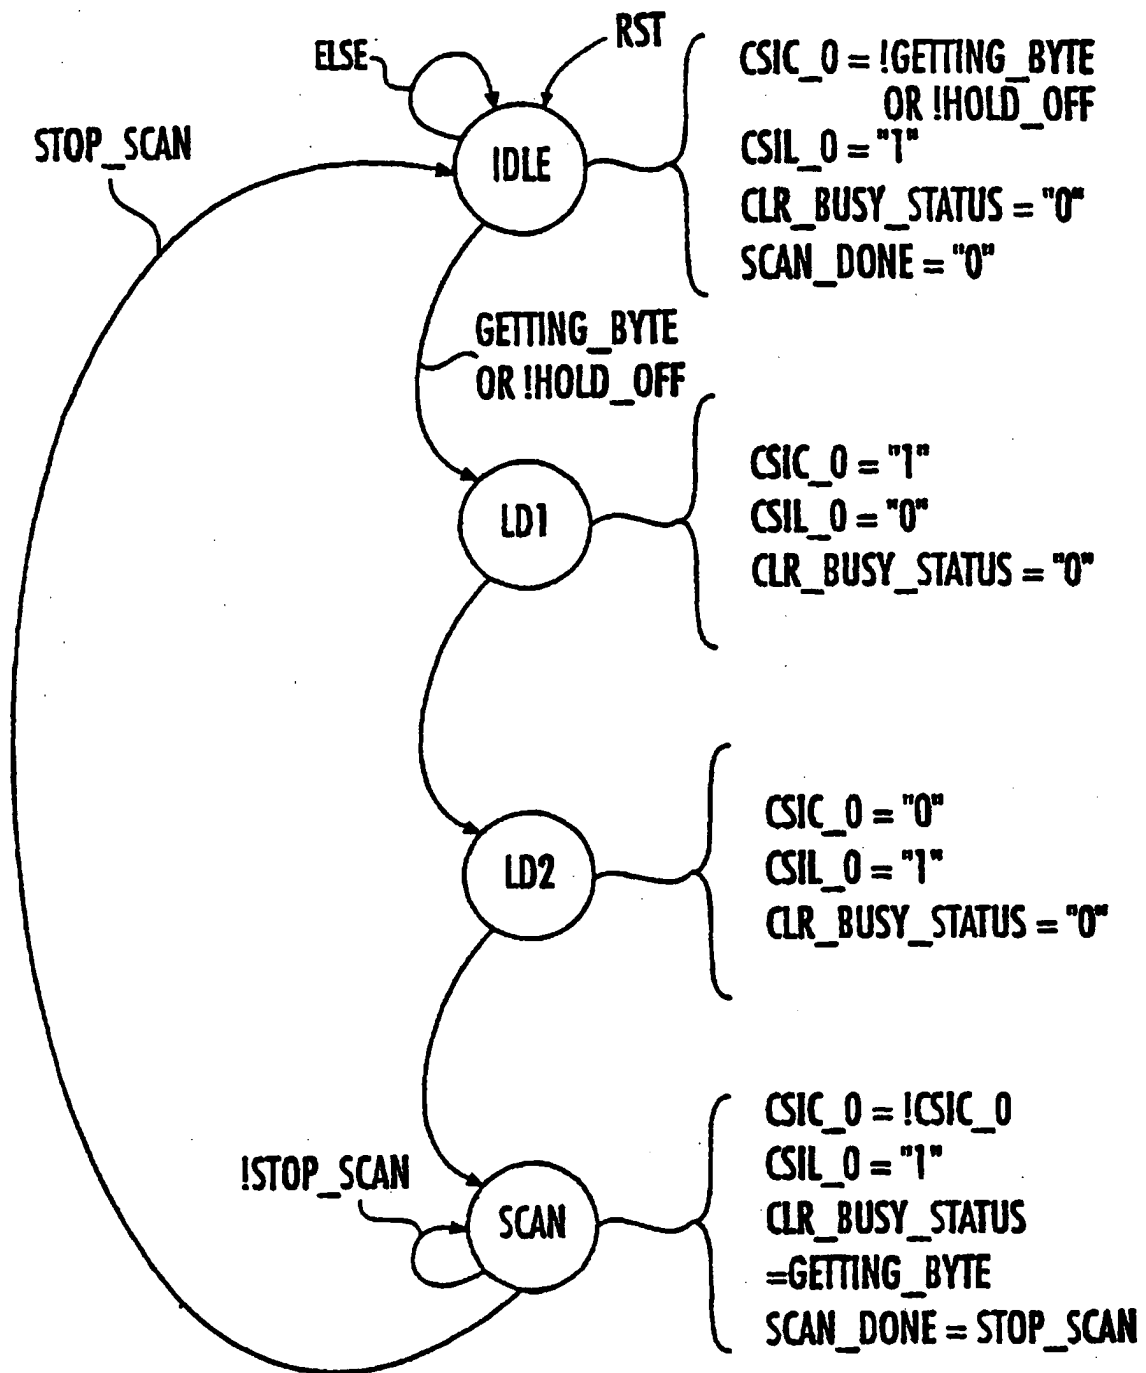 RST
ELSE
STOP_SCAN
IDLE
CSIC_0 = !GETTING_BYTE
OR !HOLD_OFF
CSIL_0 = "1"
CLR_BUSY_STATUS = "0"
SCAN_DONE = "0"
GETTING_BYTE
OR !HOLD_OFF
LD1
CSIC_0 = "1"
CSIL_0 = "0"
CLR_BUSY_STATUS = "0"
LD2
CSIC_0 = "0"
CSIL_0 = "1"
CLR_BUSY_STATUS = "0"
!STOP_SCAN
SCAN
CSIC_0 = !CSIC_0
CSIL_0 = "1"
CLR_BUSY_STATUS
=GETTING_BYTE
SCAN_DONE = STOP_SCAN